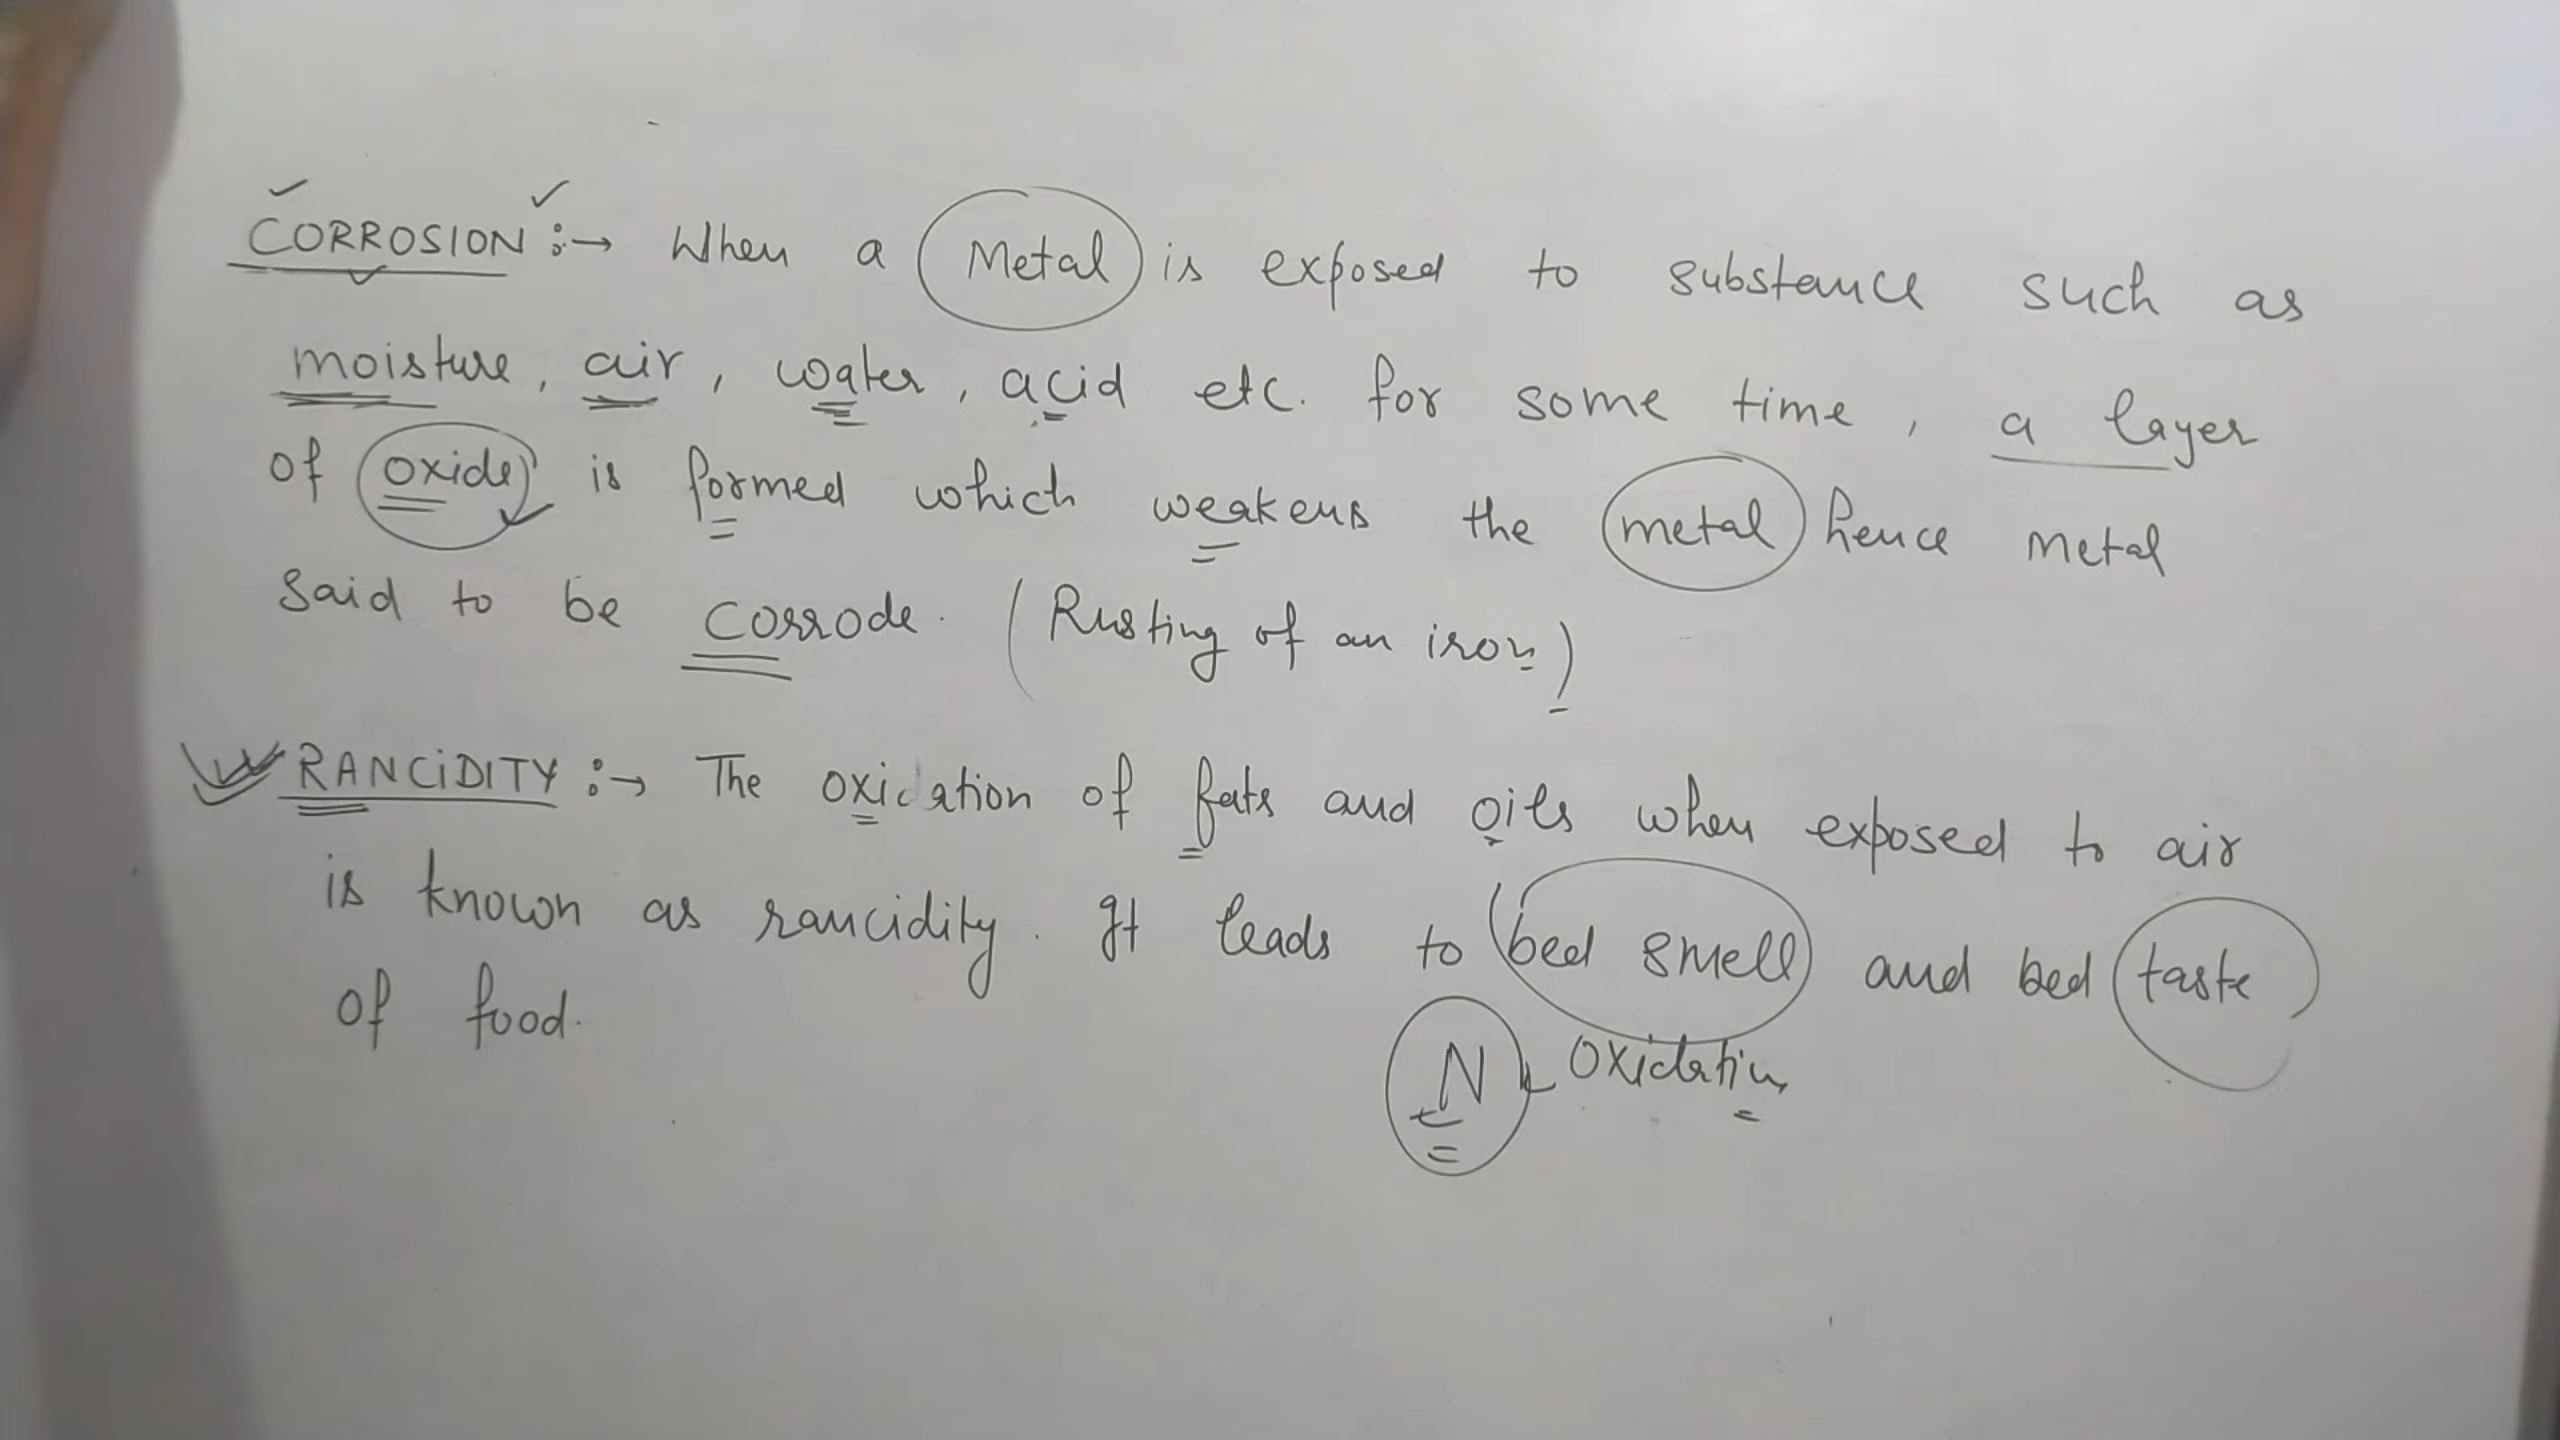 CORROSION :→ When a Metal is exposed to substance such as
moisture, air, water, acid etc. for some time, a layer
of oxide is formed which weakens the metal hence metal
said to be corrode. (Rusting of an iron)
RANCiDITY :→ The oxidation of fats and oils when exposed to air
is known as rancidity. It leads to bed smell and bed taste
of food.
N Oxidation